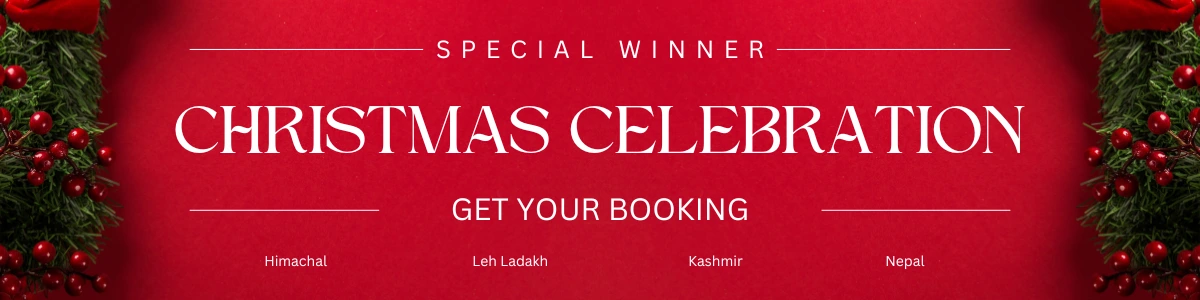 SPECIAL WINNER
CHRISTMAS CELEBRATION
GET YOUR BOOKING
Himachal Leh Ladakh Kashmir Nepal